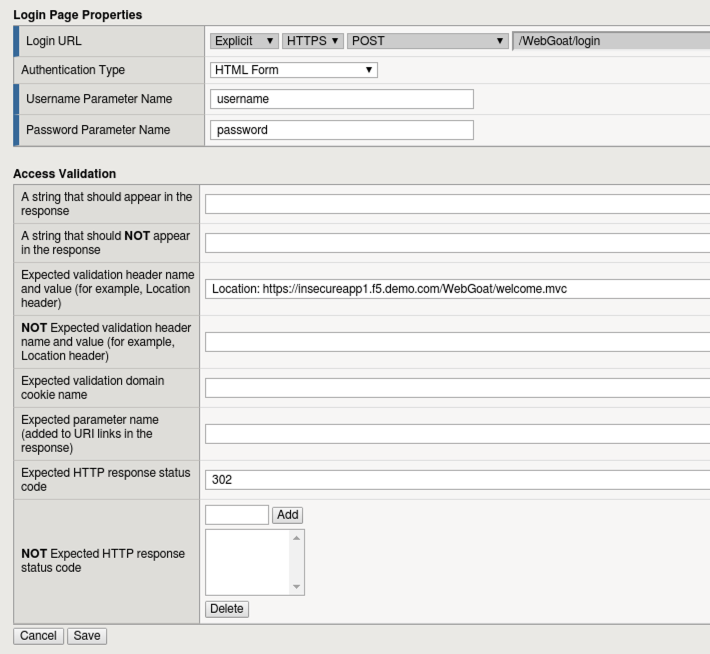 Login Page Properties
Login URL
Explicit HTTPS POST /WebGoat/login
Authentication Type
HTML Form
Username Parameter Name
username
Password Parameter Name
password
Access Validation
A string that should appear in the
response
A string that should NOT appear
in the response
Expected validation header name
and value (for example, Location
header)
Location: https://insecureapp1.f5.demo.com/WebGoat/welcome.mvc
NOT Expected validation header
name and value (for example,
Location header)
Expected validation domain
cookie name
Expected parameter name
(added to URI links in the
response)
Expected HTTP response status
code
302
NOT Expected HTTP response
status code
Add
Delete
Cancel Save